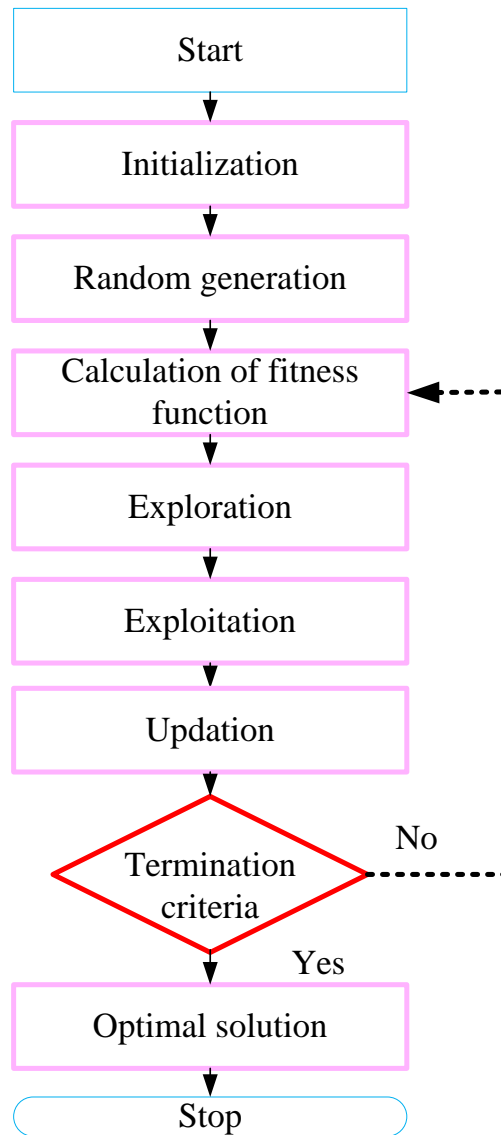 Start
Initialization
Random generation
Calculation of fitness
function
Exploration
Exploitation
Updation
Termination
criteria
No
Yes
Optimal solution
Stop